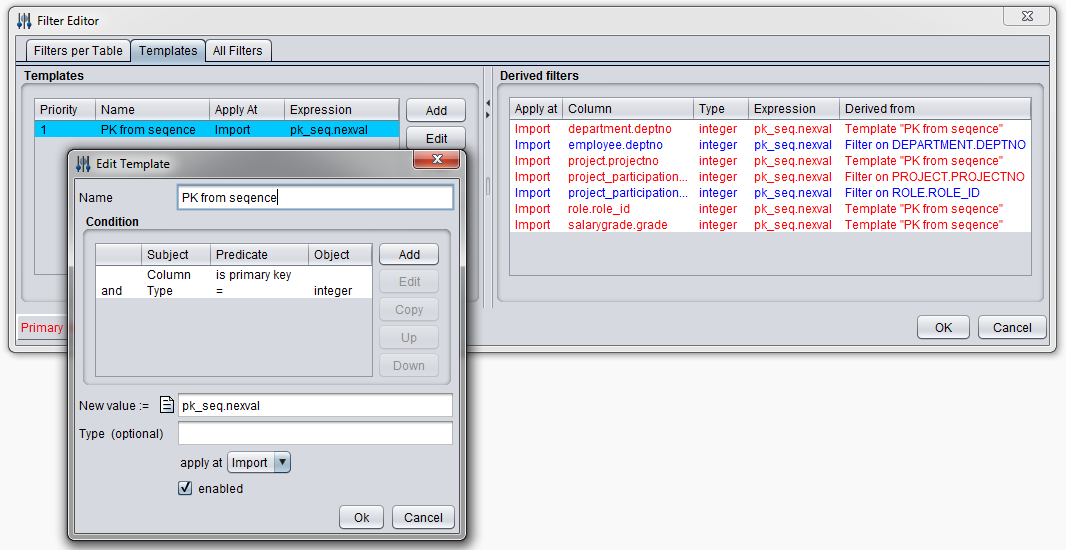 Filter Editor
Filters per Table Templates All Filters
Templates
Priority Name Apply At Expression
1 PK from seqence Import pk_seq.nexval
Add
Edit
Derived filters
Apply at Column Type Expression Derived from
Import department.deptno integer pk_seq.nexval Template "PK from seqence"
Import employee.deptno integer pk_seq.nexval Filter on DEPARTMENT.DEPTNO
Import project.projectno integer pk_seq.nexval Template "PK from seqence"
Import project_participation... integer pk_seq.nexval Filter on PROJECT.PROJECTNO
Import project_participation... integer pk_seq.nexval Filter on ROLE.ROLE_ID
Import role.role_id integer pk_seq.nexval Template "PK from seqence"
Import salarygrade.grade integer pk_seq.nexval Template "PK from seqence"
Primary
OK Cancel
Edit Template
Name PK from seqence
Condition
Subject Predicate Object
Column is primary key
and Type = integer
Add
Edit
Copy
Up
Down
New value := pk_seq.nexval
Type (optional)
apply at Import
enabled
Ok Cancel